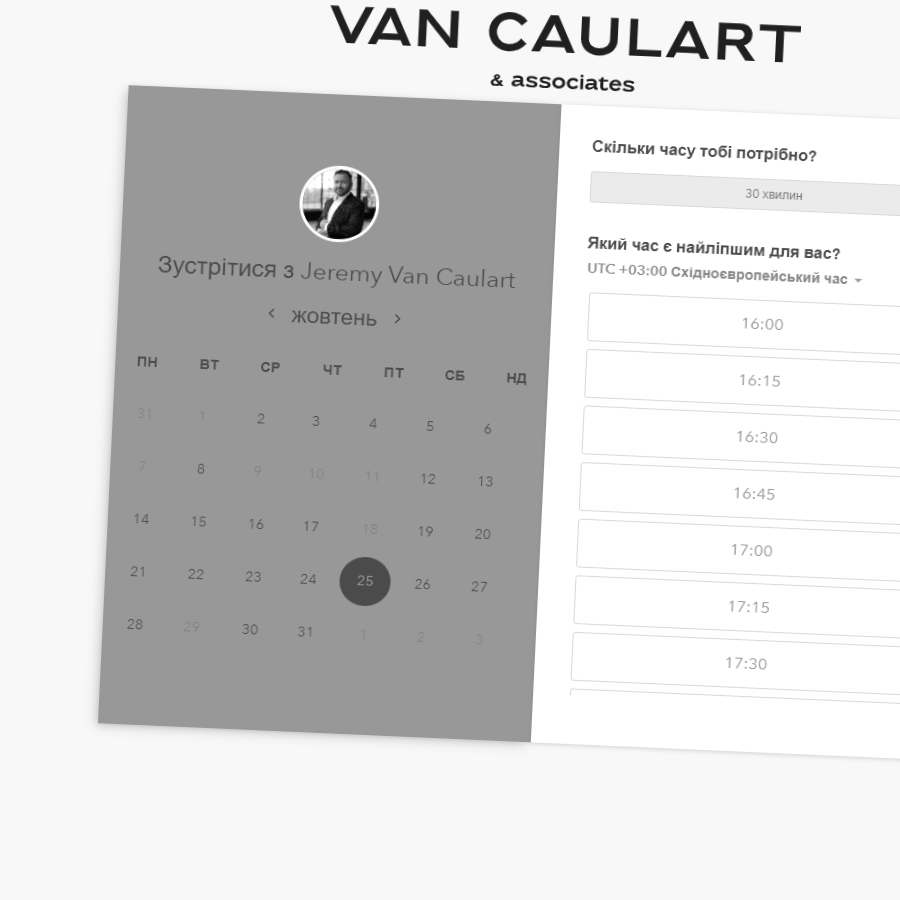 VAN CAULART
& associates
Зустрітися з Jeremy Van Caulart
жовтень
ПН ВТ СР ЧТ ПТ СБ НД
31 1 2 3 4 5 6
7 8 9 10 11 12 13
14 15 16 17 18 19 20
21 22 23 24 25 26 27
28 29 30 31 1 2 3
Скільки часу тобі потрібно?
30 хвилин
Який час є найліпшим для вас?
UTC +03:00 Східноєвропейський час
16:00
16:15
16:30
16:45
17:00
17:15
17:30